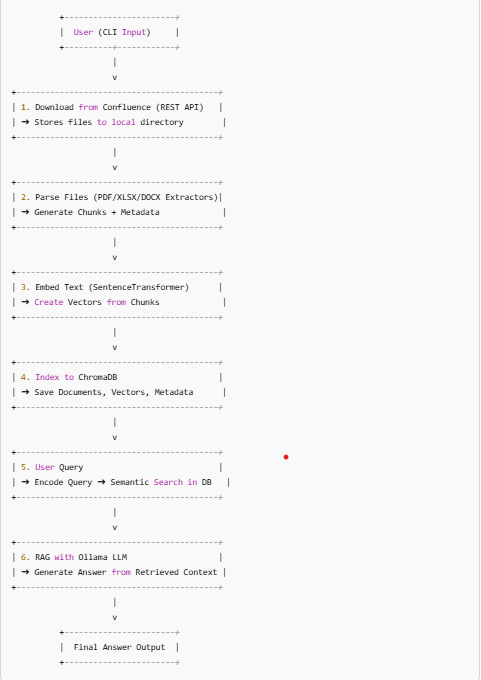 User (CLI Input)
1. Download from Confluence (REST API)
→ Stores files to local directory
2. Parse Files (PDF/XLSX/DOCX Extractors)
→ Generate Chunks + Metadata
3. Embed Text (SentenceTransformer)
→ Create Vectors from Chunks
4. Index to ChromaDB
→ Save Documents, Vectors, Metadata
5. User Query
→ Encode Query → Semantic Search in DB
6. RAG with Ollama LLM
→ Generate Answer from Retrieved Context
Final Answer Output